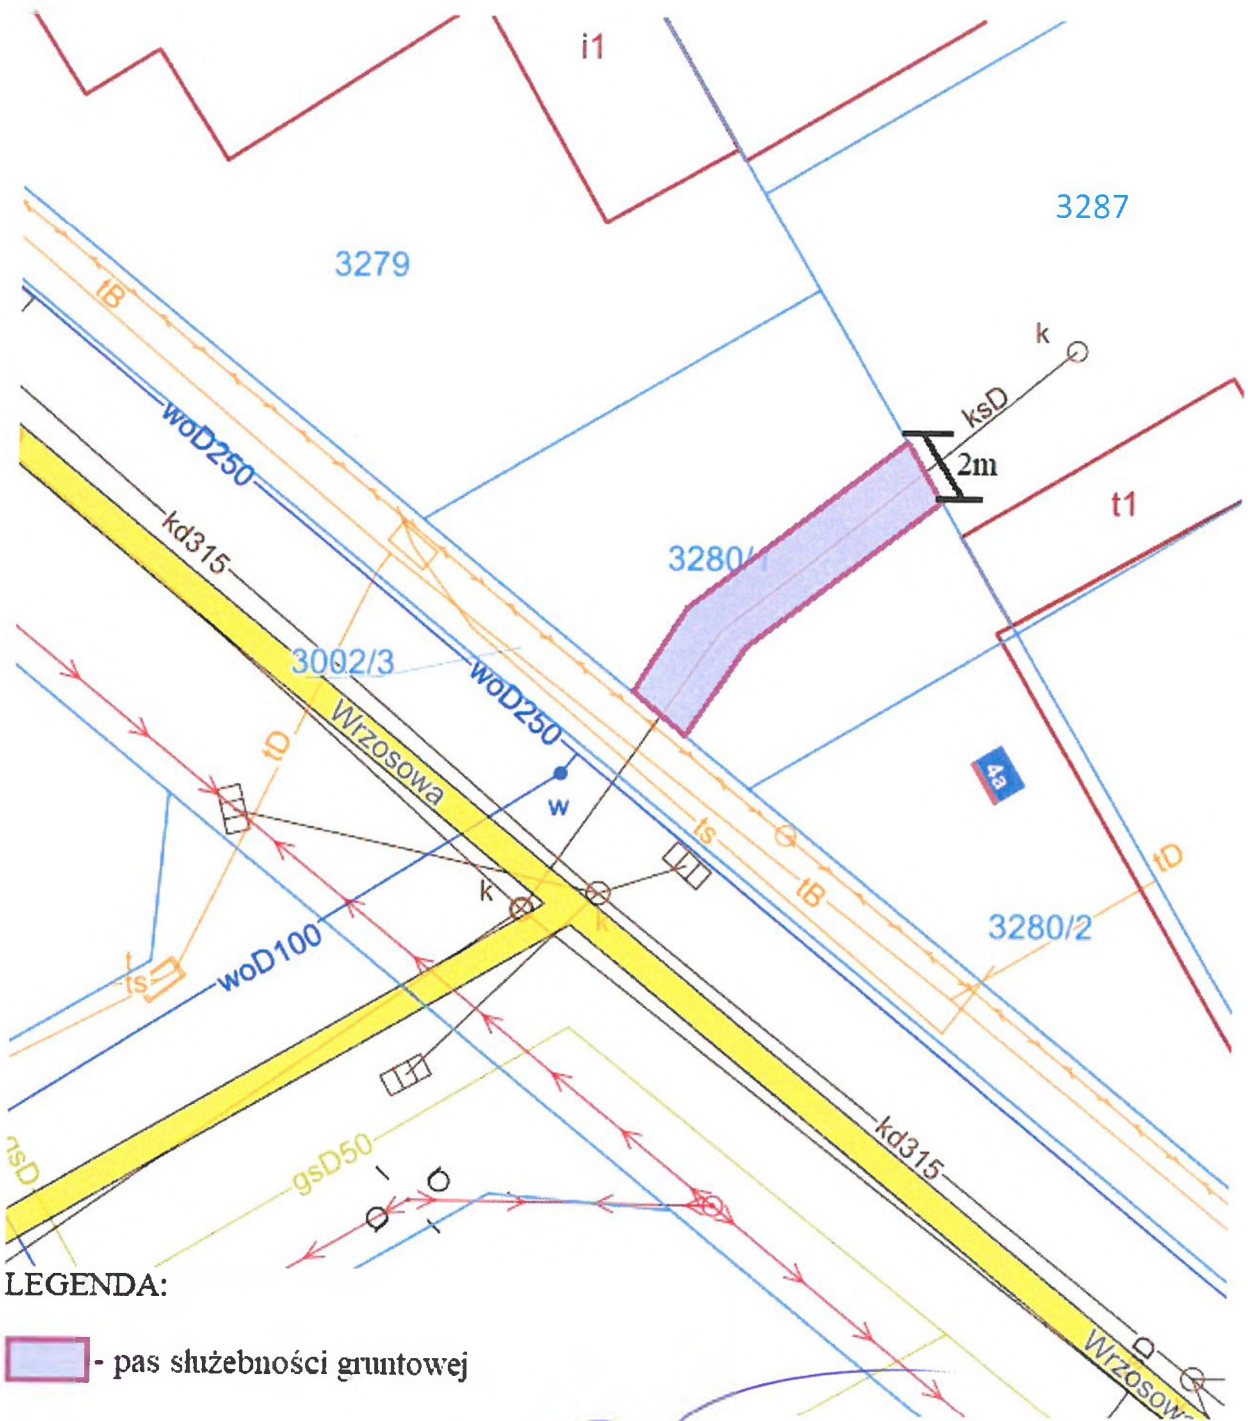 i1
3287
3279
tB
k
ksD
woD250
2m
t1
kd315
3280/1
3002/3
woD250
Wrzosowa
tD
4a
w
ts
tD
k
tB
k
3280/2
woD100
t
ts
kd315
gsD50
gsD
D
Wrzosowa
LEGENDA:
- pas służebności gruntowej